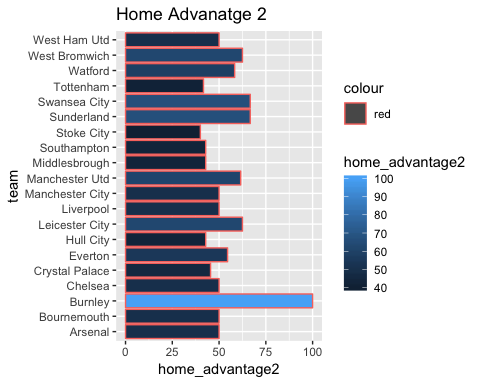 Home Advanatge 2
team
West Ham Utd
West Bromwich
Watford
Tottenham
Swansea City
Sunderland
Stoke City
Southampton
Middlesbrough
Manchester Utd
Manchester City
Liverpool
Leicester City
Hull City
Everton
Crystal Palace
Chelsea
Burnley
Bournemouth
Arsenal
0 25 50 75 100
home_advantage2
colour
red
home_advantage2
100
90
80
70
60
50
40